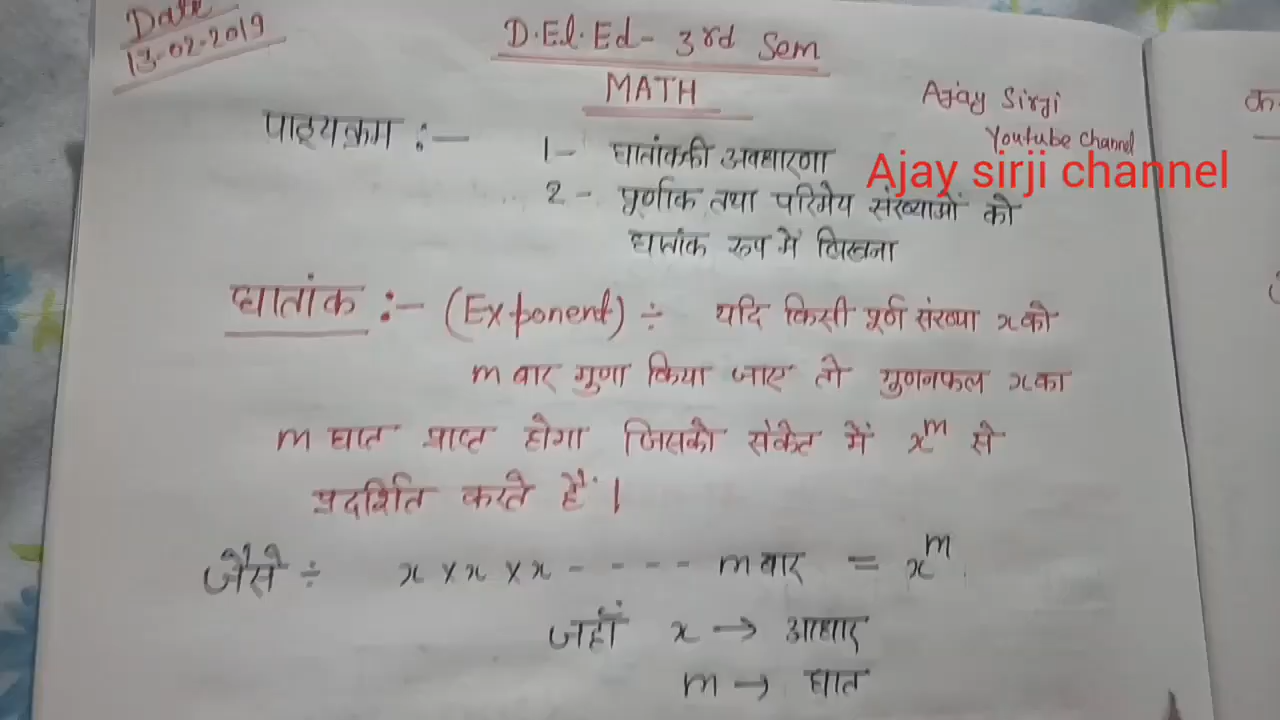 Date
13-02-2019
D.El.Ed- 3rd Sem
MATH
Ajay Sirji
Youtube Channel
Ajay sirji channel
पाठ्यक्रम :-
1- घातांक की अवधारणा
2- पूर्णांक तथा परिमेय संख्याओं को
घातांक रूप में लिखना
घातांक :- (Exponent) ÷ यदि किसी पूर्ण संख्या x को
m बार गुणा किया जाए तो गुणनफल x का
m घात प्राप्त होगा जिसको संकेत में x^m से
प्रदर्शित करते हैं ।
जैसे ÷ x × x × x - - - - m बार = x^m
जहाँ x → आधार
m → घात